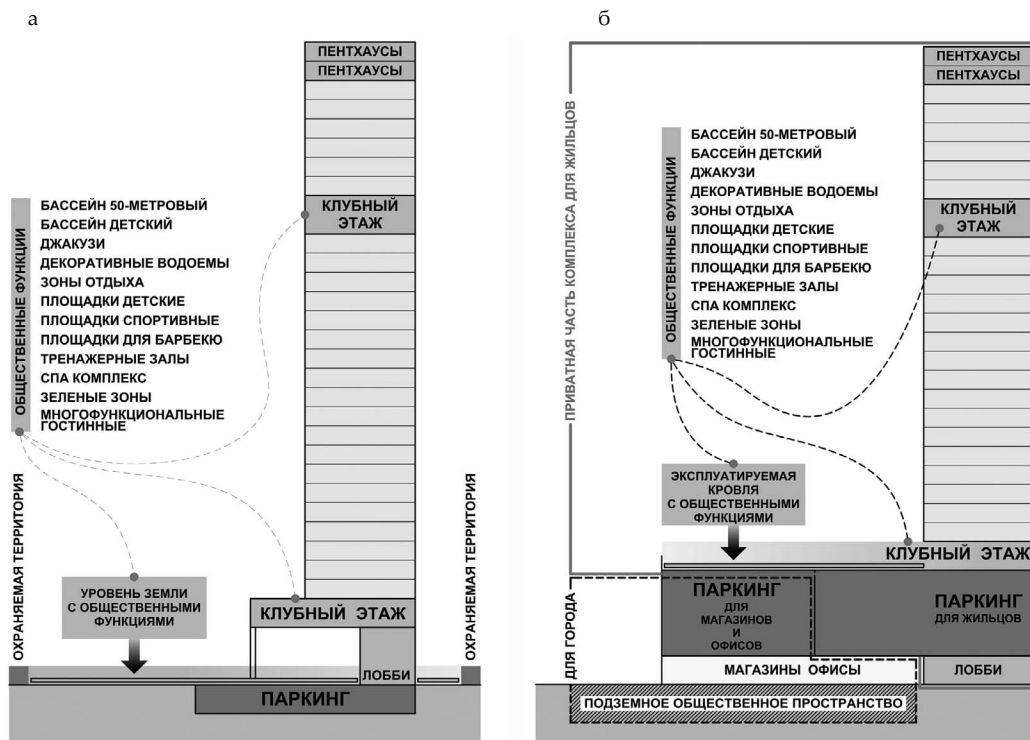 а
ПЕНТХАУСЫ
ПЕНТХАУСЫ
КЛУБНЫЙ
ЭТАЖ
ОБЩЕСТВЕННЫЕ ФУНКЦИИ
БАССЕЙН 50-МЕТРОВЫЙ
БАССЕЙН ДЕТСКИЙ
ДЖАКУЗИ
ДЕКОРАТИВНЫЕ ВОДОЕМЫ
ЗОНЫ ОТДЫХА
ПЛОЩАДКИ ДЕТСКИЕ
ПЛОЩАДКИ СПОРТИВНЫЕ
ПЛОЩАДКИ ДЛЯ БАРБЕКЮ
ТРЕНАЖЕРНЫЕ ЗАЛЫ
СПА КОМПЛЕКС
ЗЕЛЕНЫЕ ЗОНЫ
МНОГОФУНКЦИОНАЛЬНЫЕ
ГОСТИННЫЕ
ОХРАНЯЕМАЯ ТЕРРИТОРИЯ
УРОВЕНЬ ЗЕМЛИ
С ОБЩЕСТВЕННЫМИ
ФУНКЦИЯМИ
КЛУБНЫЙ ЭТАЖ
ЛОББИ
ОХРАНЯЕМАЯ ТЕРРИТОРИЯ
ПАРКИНГ
б
ПРИВАТНАЯ ЧАСТЬ КОМПЛЕКСА ДЛЯ ЖИЛЬЦОВ
ПЕНТХАУСЫ
ПЕНТХАУСЫ
КЛУБНЫЙ
ЭТАЖ
ОБЩЕСТВЕННЫЕ ФУНКЦИИ
БАССЕЙН 50-МЕТРОВЫЙ
БАССЕЙН ДЕТСКИЙ
ДЖАКУЗИ
ДЕКОРАТИВНЫЕ ВОДОЕМЫ
ЗОНЫ ОТДЫХА
ПЛОЩАДКИ ДЕТСКИЕ
ПЛОЩАДКИ СПОРТИВНЫЕ
ПЛОЩАДКИ ДЛЯ БАРБЕКЮ
ТРЕНАЖЕРНЫЕ ЗАЛЫ
СПА КОМПЛЕКС
ЗЕЛЕНЫЕ ЗОНЫ
МНОГОФУНКЦИОНАЛЬНЫЕ
ГОСТИННЫЕ
ЭКСПЛУАТИРУЕМАЯ
КРОВЛЯ
С ОБЩЕСТВЕННЫМИ
ФУНКЦИЯМИ
КЛУБНЫЙ ЭТАЖ
ДЛЯ ГОРОДА
ПАРКИНГ
ДЛЯ
МАГАЗИНОВ
И
ОФИСОВ
ПАРКИНГ
ДЛЯ ЖИЛЬЦОВ
МАГАЗИНЫ ОФИСЫ
ЛОББИ
ПОДЗЕМНОЕ ОБЩЕСТВЕННОЕ ПРОСТРАНСТВО